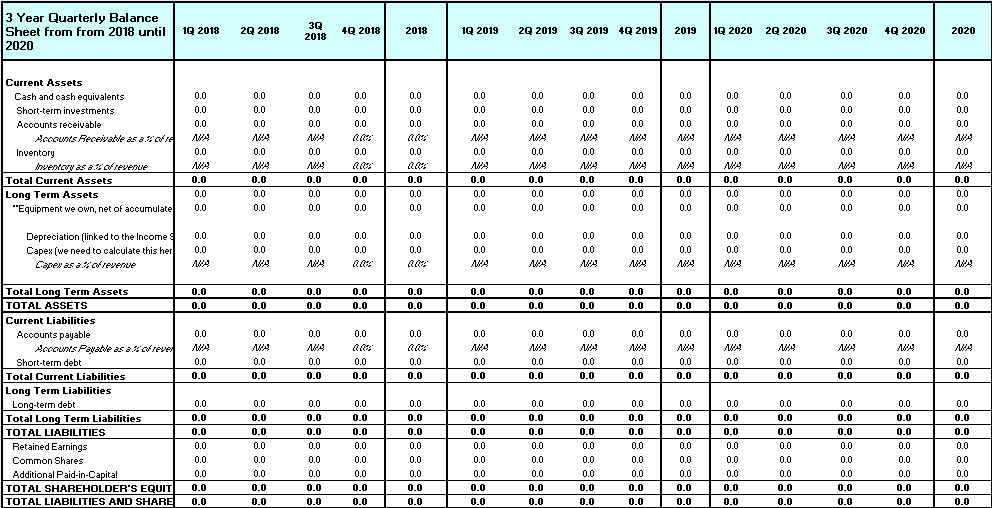 3 Year Quarterly Balance
Sheet from from 2018 until
2020
1Q 2018 2Q 2018 3Q 2018 4Q 2018 2018 1Q 2019 2Q 2019 3Q 2019 4Q 2019 2019 1Q 2020 2Q 2020 3Q 2020 4Q 2020 2020
Current Assets
Cash and cash equivalents 0.0 0.0 0.0 0.0 0.0 0.0 0.0 0.0 0.0 0.0 0.0 0.0 0.0 0.0 0.0
Short-term investments 0.0 0.0 0.0 0.0 0.0 0.0 0.0 0.0 0.0 0.0 0.0 0.0 0.0 0.0 0.0
Accounts receivable 0.0 0.0 0.0 0.0 0.0 0.0 0.0 0.0 0.0 0.0 0.0 0.0 0.0 0.0 0.0
Accounts Receivable as a % of re N/A N/A N/A 0.0% 0.0% N/A N/A N/A N/A N/A N/A N/A N/A N/A N/A
Inventory 0.0 0.0 0.0 0.0 0.0 0.0 0.0 0.0 0.0 0.0 0.0 0.0 0.0 0.0 0.0
Inventory as a % of revenue N/A N/A N/A 0.0% 0.0% N/A N/A N/A N/A N/A N/A N/A N/A N/A N/A
Total Current Assets 0.0 0.0 0.0 0.0 0.0 0.0 0.0 0.0 0.0 0.0 0.0 0.0 0.0 0.0 0.0
Long Term Assets 0.0 0.0 0.0 0.0 0.0 0.0 0.0 0.0 0.0 0.0 0.0 0.0 0.0 0.0 0.0
**Equipment we own, net of accumulate 0.0 0.0 0.0 0.0 0.0 0.0 0.0 0.0 0.0 0.0 0.0 0.0 0.0 0.0 0.0
Depreciation (linked to the Income S 0.0 0.0 0.0 0.0 0.0 0.0 0.0 0.0 0.0 0.0 0.0 0.0 0.0 0.0 0.0
Capex (we need to calculate this her 0.0 0.0 0.0 0.0 0.0 0.0 0.0 0.0 0.0 0.0 0.0 0.0 0.0 0.0 0.0
Capex as a % of revenue N/A N/A N/A 0.0% 0.0% N/A N/A N/A N/A N/A N/A N/A N/A N/A N/A
Total Long Term Assets 0.0 0.0 0.0 0.0 0.0 0.0 0.0 0.0 0.0 0.0 0.0 0.0 0.0 0.0 0.0
TOTAL ASSETS 0.0 0.0 0.0 0.0 0.0 0.0 0.0 0.0 0.0 0.0 0.0 0.0 0.0 0.0 0.0
Current Liabilities
Accounts payable 0.0 0.0 0.0 0.0 0.0 0.0 0.0 0.0 0.0 0.0 0.0 0.0 0.0 0.0 0.0
Accounts Payable as a % of rever N/A N/A N/A 0.0% 0.0% N/A N/A N/A N/A N/A N/A N/A N/A N/A N/A
Short-term debt 0.0 0.0 0.0 0.0 0.0 0.0 0.0 0.0 0.0 0.0 0.0 0.0 0.0 0.0 0.0
Total Current Liabilities 0.0 0.0 0.0 0.0 0.0 0.0 0.0 0.0 0.0 0.0 0.0 0.0 0.0 0.0 0.0
Long Term Liabilities
Long-term debt 0.0 0.0 0.0 0.0 0.0 0.0 0.0 0.0 0.0 0.0 0.0 0.0 0.0 0.0 0.0
Total Long Term Liabilities 0.0 0.0 0.0 0.0 0.0 0.0 0.0 0.0 0.0 0.0 0.0 0.0 0.0 0.0 0.0
TOTAL LIABILITIES 0.0 0.0 0.0 0.0 0.0 0.0 0.0 0.0 0.0 0.0 0.0 0.0 0.0 0.0 0.0
Retained Earnings 0.0 0.0 0.0 0.0 0.0 0.0 0.0 0.0 0.0 0.0 0.0 0.0 0.0 0.0 0.0
Common Shares 0.0 0.0 0.0 0.0 0.0 0.0 0.0 0.0 0.0 0.0 0.0 0.0 0.0 0.0 0.0
Additional Paid-in-Capital 0.0 0.0 0.0 0.0 0.0 0.0 0.0 0.0 0.0 0.0 0.0 0.0 0.0 0.0 0.0
TOTAL SHAREHOLDER'S EQUIT 0.0 0.0 0.0 0.0 0.0 0.0 0.0 0.0 0.0 0.0 0.0 0.0 0.0 0.0 0.0
TOTAL LIABILITIES AND SHARE 0.0 0.0 0.0 0.0 0.0 0.0 0.0 0.0 0.0 0.0 0.0 0.0 0.0 0.0 0.0